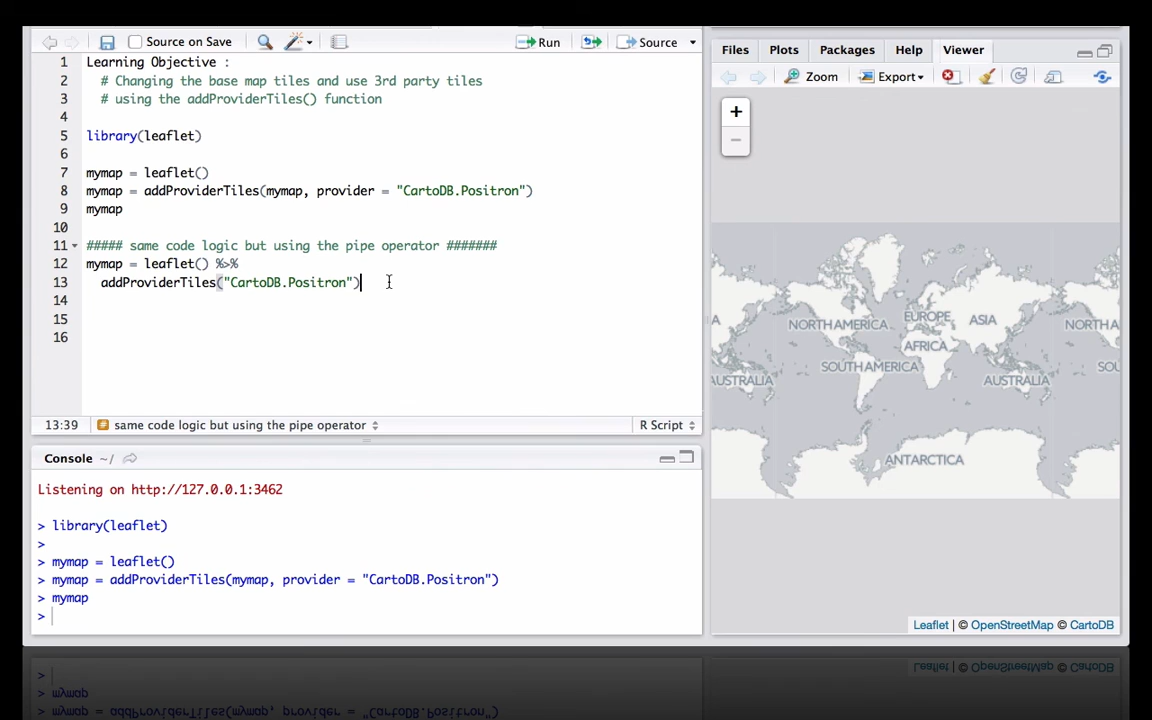 Source on Save
Run
Source
1 Learning Objective :
2 # Changing the base map tiles and use 3rd party tiles
3 # using the addProviderTiles() function
4
5 library(leaflet)
6
7 mymap = leaflet()
8 mymap = addProviderTiles(mymap, provider = "CartoDB.Positron")
9 mymap
10
11 ##### same code logic but using the pipe operator #######
12 mymap = leaflet() %>%
13 addProviderTiles("CartoDB.Positron")
14
15
16
13:39 # same code logic but using the pipe operator R Script
Console ~/
Listening on http://127.0.0.1:3462
> library(leaflet)
>
> mymap = leaflet()
> mymap = addProviderTiles(mymap, provider = "CartoDB.Positron")
> mymap
>
Files Plots Packages Help Viewer
Zoom Export
+
−
NORTH AMERICA EUROPE ASIA NORTH A
AFRICA
SOUTH AMERICA SOU
AUSTRALIA AUSTRALIA
ANTARCTICA
Leaflet | © OpenStreetMap © CartoDB